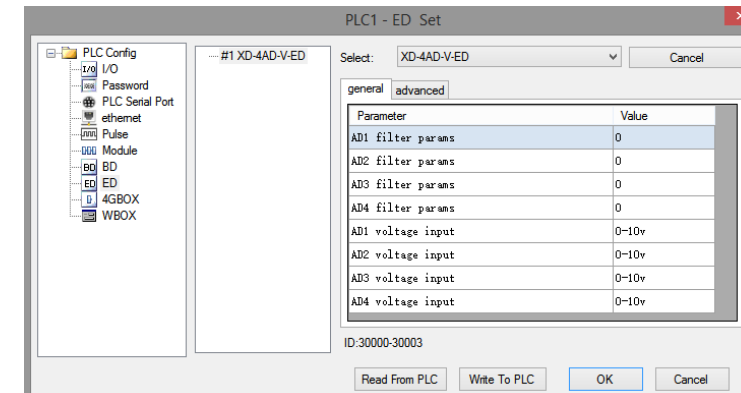 PLC1 - ED Set
PLC Config
I/O
Password
PLC Serial Port
ethernet
Pulse
Module
BD
ED
4GBOX
WBOX
#1 XD-4AD-V-ED
Select: XD-4AD-V-ED Cancel
general advanced
Parameter Value
AD1 filter params 0
AD2 filter params 0
AD3 filter params 0
AD4 filter params 0
AD1 voltage input 0-10v
AD2 voltage input 0-10v
AD3 voltage input 0-10v
AD4 voltage input 0-10v
ID:30000-30003
Read From PLC Write To PLC OK Cancel